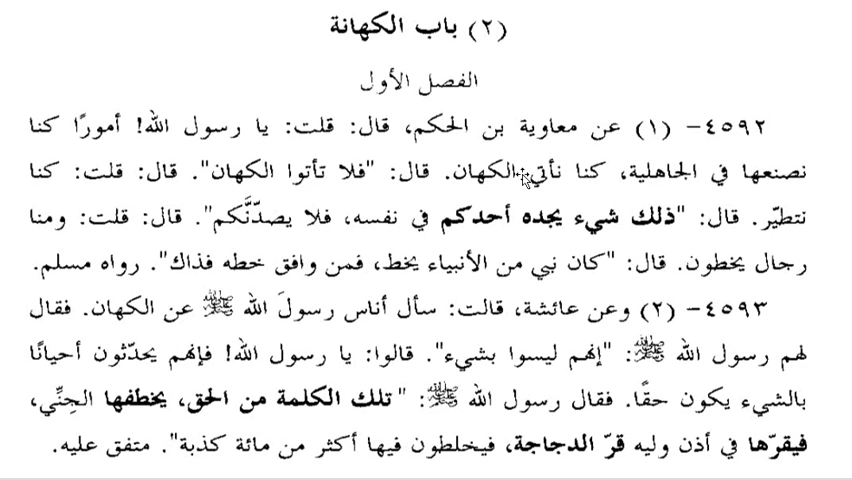 (٢) باب الكهانة
الفصل الأول
٤٥٩٢- (١) عن معاوية بن الحكم، قال: قلت: يا رسول الله! أمورًا كنا
نصنعها في الجاهلية، كنا نأتي الكهان. قال: "فلا تأتوا الكهان". قال: قلت: كنا
نتطيّر. قال: "ذلك شيء يجده أحدكم في نفسه، فلا يصدّنَّكم". قال: قلت: ومنا
رجال يخطون. قال: "كان نبي من الأنبياء يخط، فمن وافق خطه فذاك". رواه مسلم.
٤٥٩٣- (٢) وعن عائشة، قالت: سأل أناس رسولَ الله ﷺ عن الكهان. فقال
لهم رسول الله ﷺ: "إنهم ليسوا بشيء". قالوا: يا رسول الله! فإنهم يحدّثون أحيانًا
بالشيء يكون حقًا. فقال رسول الله ﷺ: " تلك الكلمة من الحق، يخطفها الجِنِّي،
فيقرّها في أذن وليه قرّ الدجاجة، فيخلطون فيها أكثر من مائة كذبة". متفق عليه.